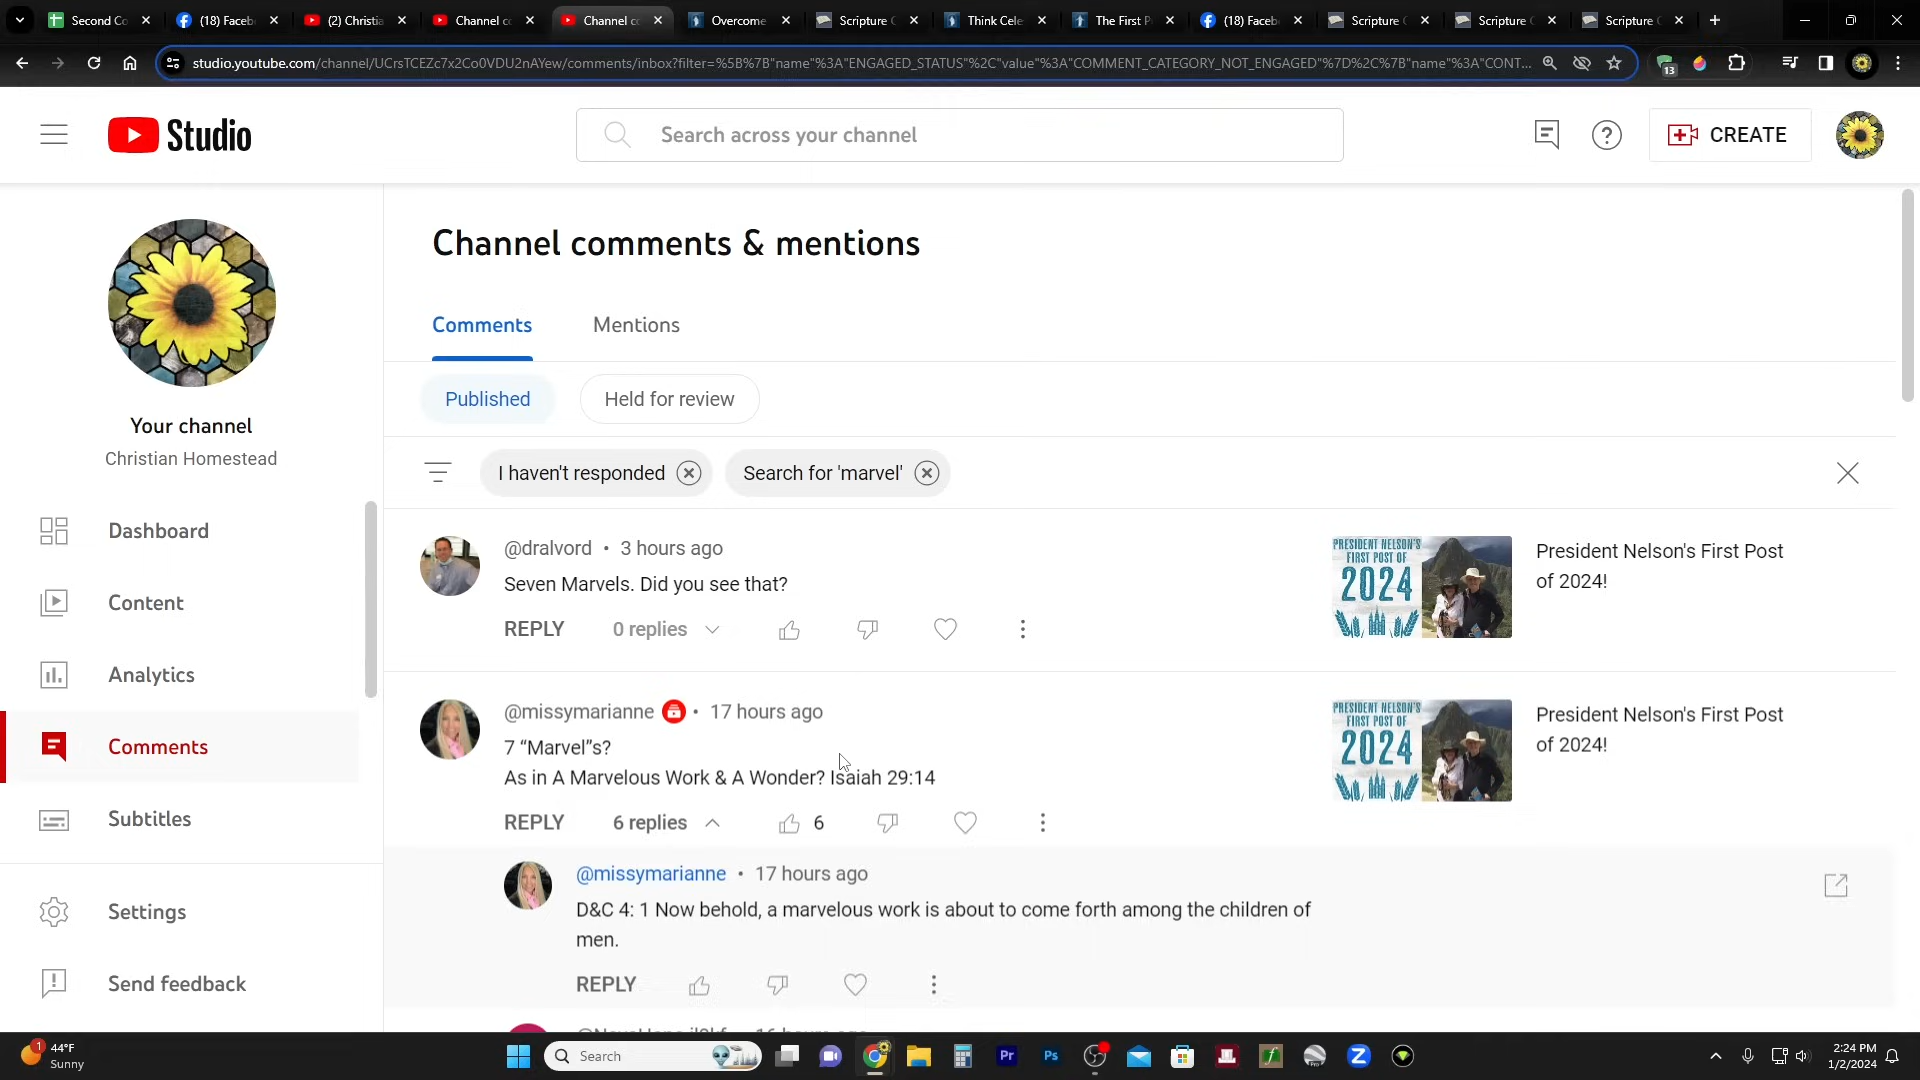 Second Co
(18) Faceb
(2) Christia
Channel co
Channel co
Overcome
Scripture C
Think Cele
The First P
(18) Faceb
Scripture C
Scripture C
Scripture C
studio.youtube.com/channel/UCrsTCEZc7x2Co0VDU2nAYew/comments/inbox?filter=%5B%7B"name"%3A"ENGAGED_STATUS"%2C"value"%3A"COMMENT_CATEGORY_NOT_ENGAGED"%7D%2C%7B"name"%3A"CONT...
13
Studio
Search across your channel
CREATE
Your channel
Christian Homestead
Dashboard
Content
Analytics
Comments
Subtitles
Settings
Send feedback
Channel comments & mentions
Comments
Mentions
Published
Held for review
I haven't responded
Search for 'marvel'
@dralvord • 3 hours ago
Seven Marvels. Did you see that?
REPLY
0 replies
PRESIDENT NELSON'S
FIRST POST OF
2024
President Nelson's First Post
of 2024!
@missymarianne • 17 hours ago
7 “Marvel”s?
As in A Marvelous Work & A Wonder? Isaiah 29:14
REPLY
6 replies
6
PRESIDENT NELSON'S
FIRST POST OF
2024
President Nelson's First Post
of 2024!
@missymarianne • 17 hours ago
D&C 4: 1 Now behold, a marvelous work is about to come forth among the children of
men.
REPLY
1
44°F
Sunny
Search
Pr
Ps
2:24 PM
1/2/2024